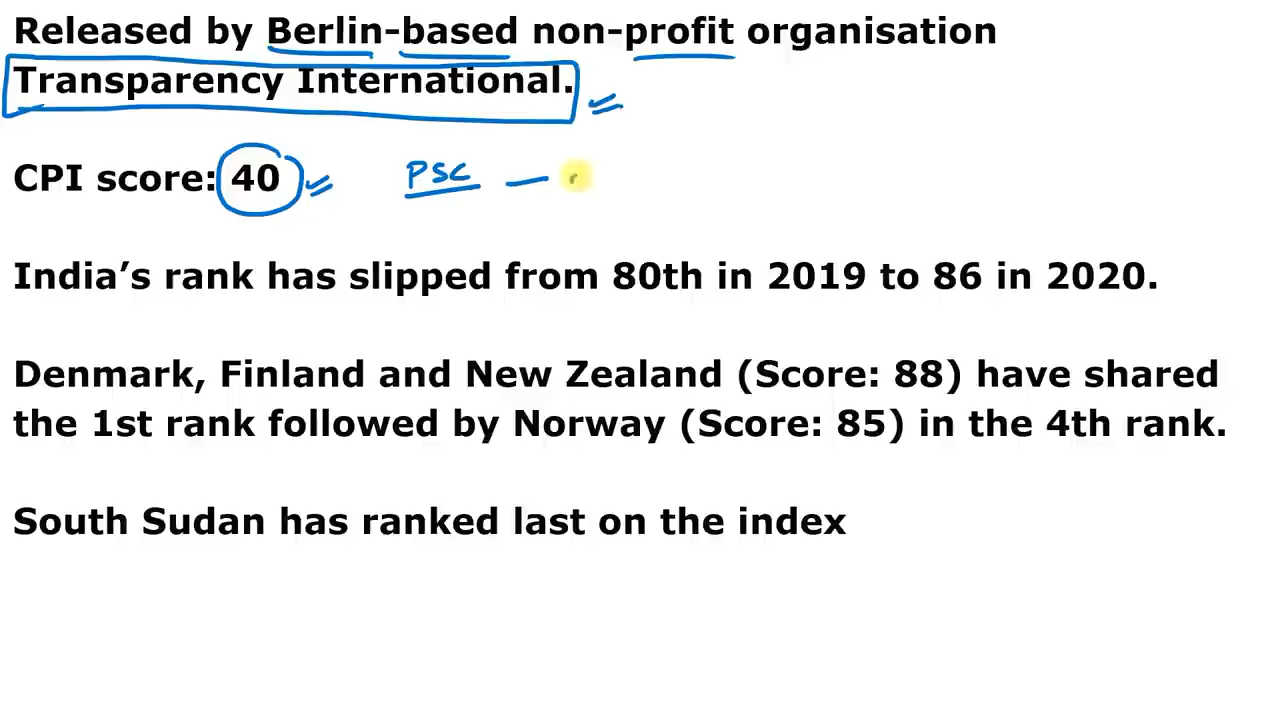 Released by Berlin-based non-profit organisation
Transparency International.
CPI score: 40 PSC –
India’s rank has slipped from 80th in 2019 to 86 in 2020.
Denmark, Finland and New Zealand (Score: 88) have shared
the 1st rank followed by Norway (Score: 85) in the 4th rank.
South Sudan has ranked last on the index